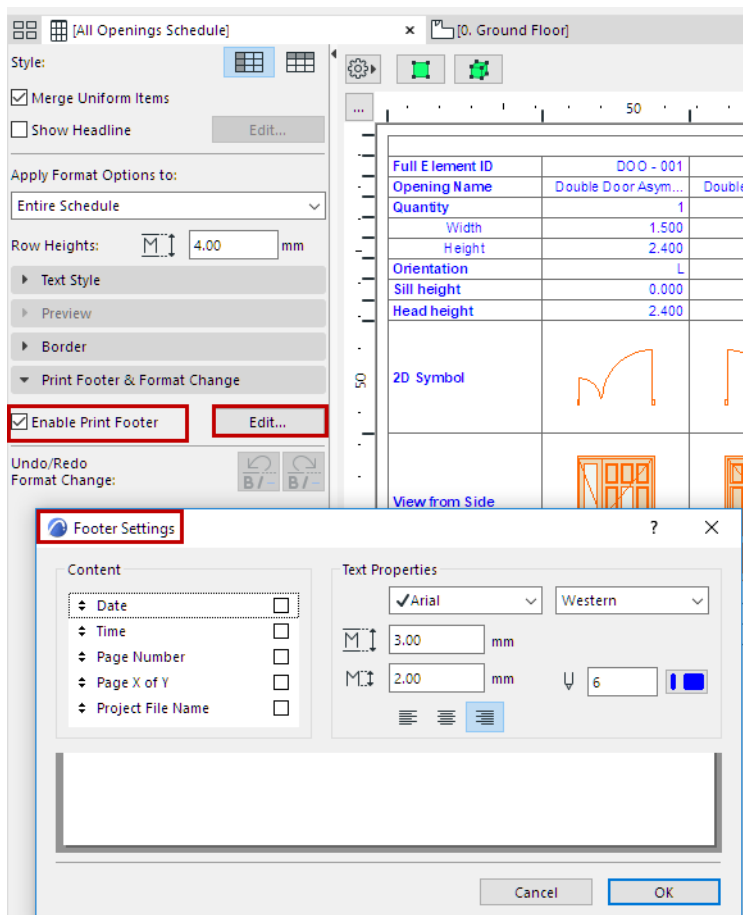 [All Openings Schedule]
×
[0. Ground Floor]
Style:
Merge Uniform Items
Show Headline
Edit...
Apply Format Options to:
Entire Schedule
Row Heights:
4.00
mm
Text Style
Preview
Border
Print Footer & Format Change
Enable Print Footer
Edit...
Undo/Redo
Format Change:
B/-
B/-
...
50
50
Full Element ID DOO - 001
Opening Name Double Door Asym... Double
Quantity 1
Width 1.500
Height 2.400
Orientation L
Sill height 0.000
Head height 2.400
2D Symbol
View from Side
Footer Settings
?
×
Content
Date
Time
Page Number
Page X of Y
Project File Name
Text Properties
Arial
Western
M
3.00
mm
M
2.00
mm
6
Cancel
OK